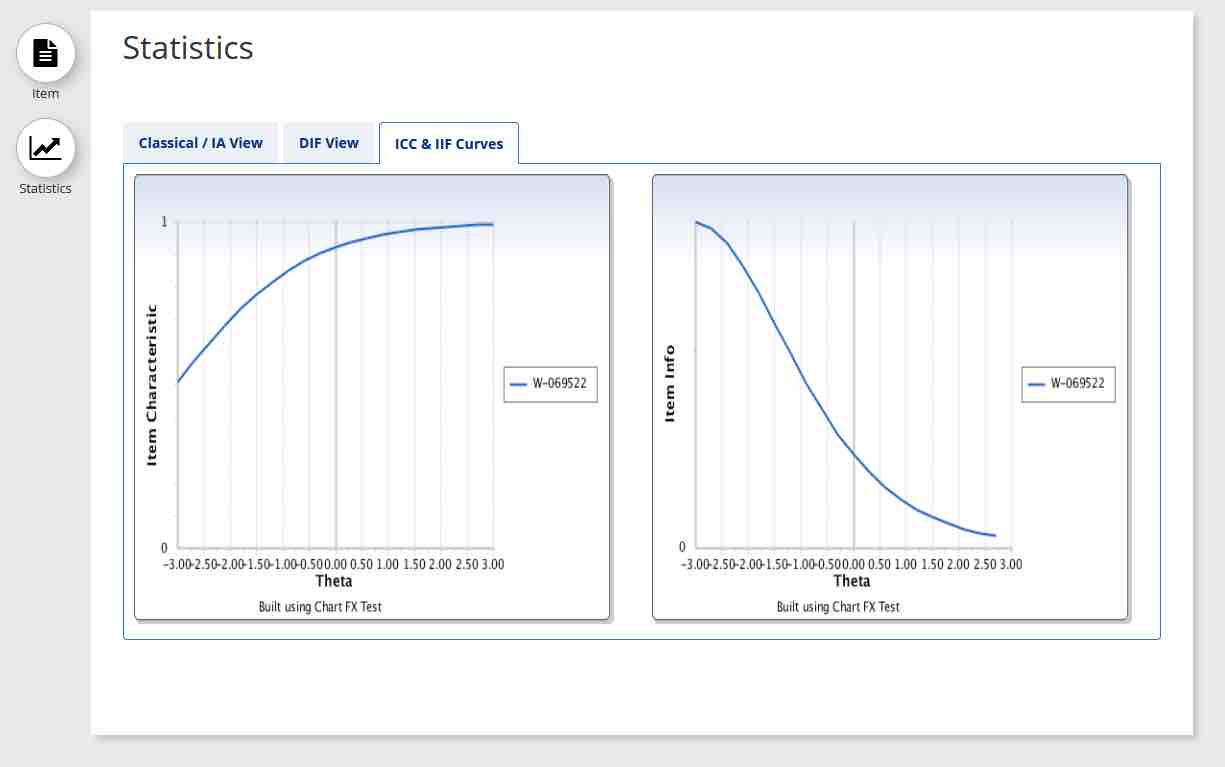 Item
Statistics
Statistics
Classical / IA View
DIF View
ICC & IIF Curves
1
Item Characteristic
0
-3.00 -2.50 -2.00 -1.50 -1.00 -0.50 0.00 0.50 1.00 1.50 2.00 2.50 3.00
Theta
Built using Chart FX Test
W-069522
Item Info
0
-3.00 -2.50 -2.00 -1.50 -1.00 -0.50 0.00 0.50 1.00 1.50 2.00 2.50 3.00
Theta
Built using Chart FX Test
W-069522